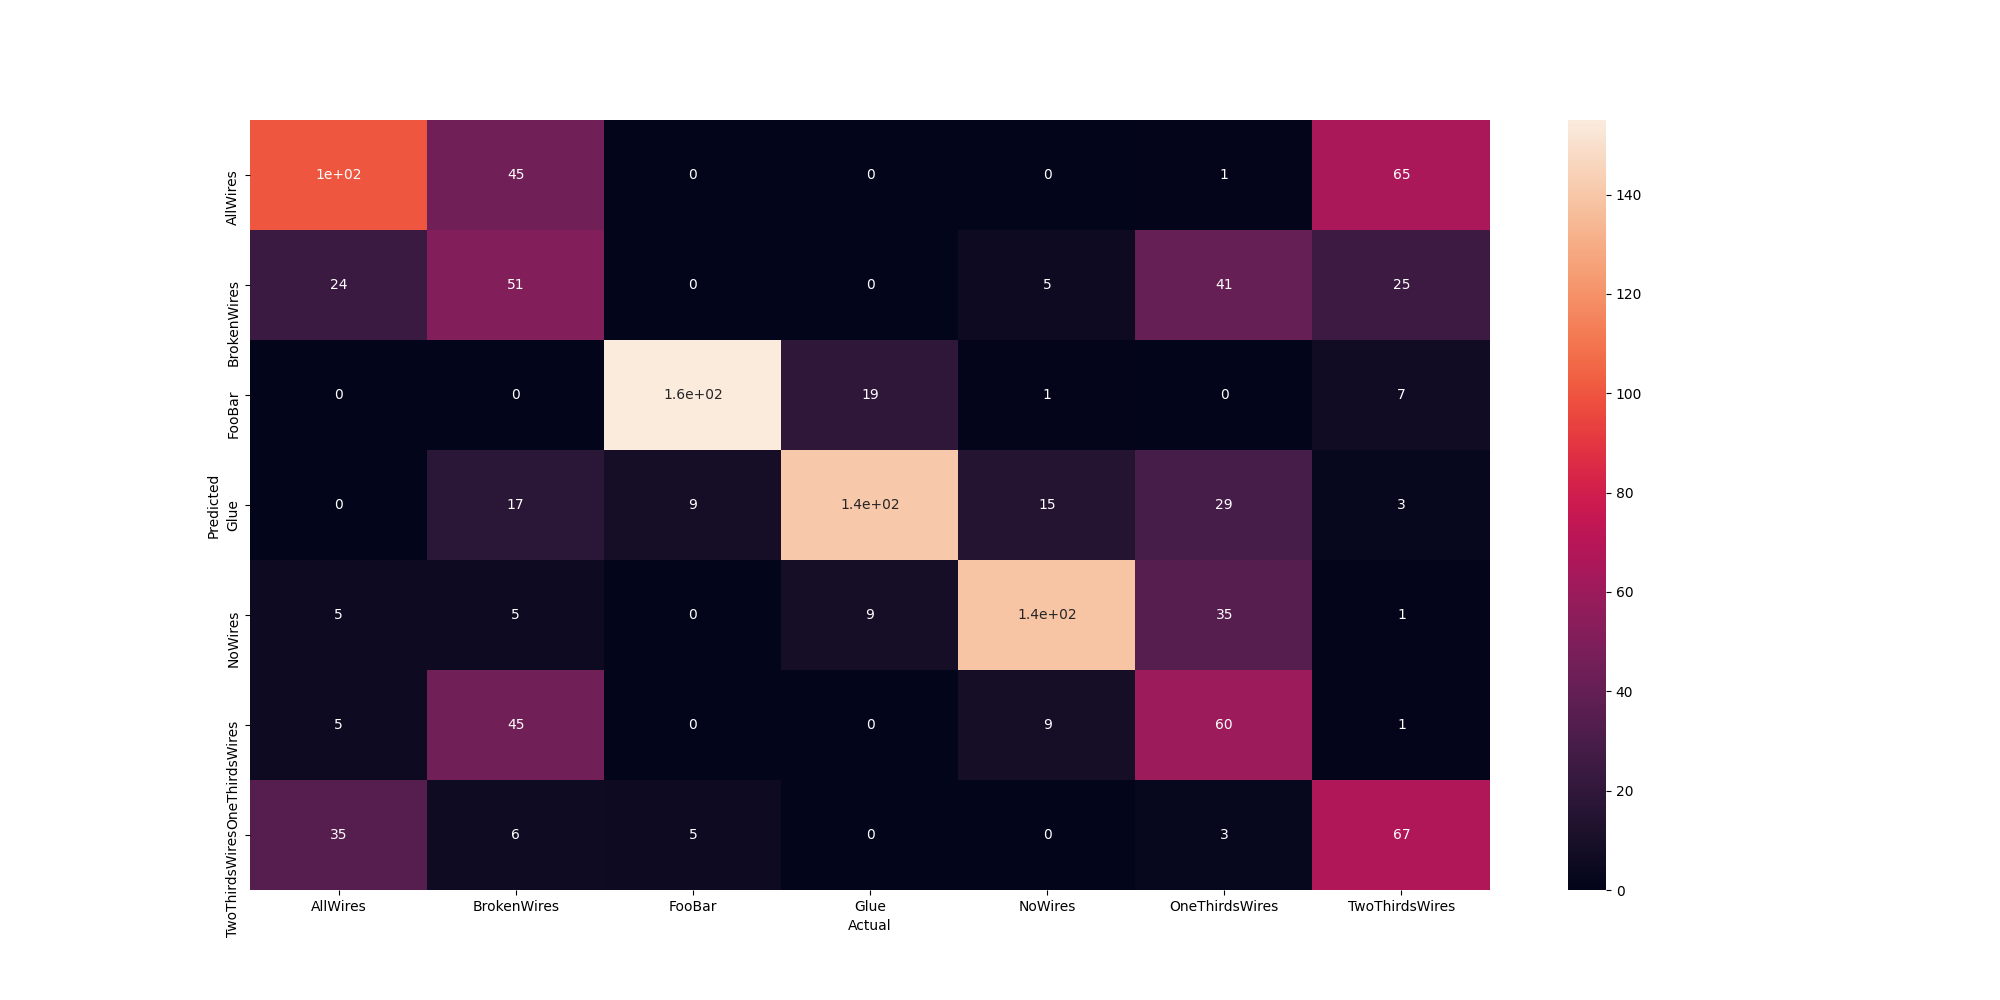 AllWires 1e+02 45 0 0 0 1 65
BrokenWires 24 51 0 0 5 41 25
FooBar 0 0 1.6e+02 19 1 0 7
Glue 0 17 9 1.4e+02 15 29 3
NoWires 5 5 0 9 1.4e+02 35 1
OneThirdsWires 5 45 0 0 9 60 1
TwoThirdsWires 35 6 5 0 0 3 67
Predicted
AllWires BrokenWires FooBar Glue NoWires OneThirdsWires TwoThirdsWires
Actual
140
120
100
80
60
40
20
0